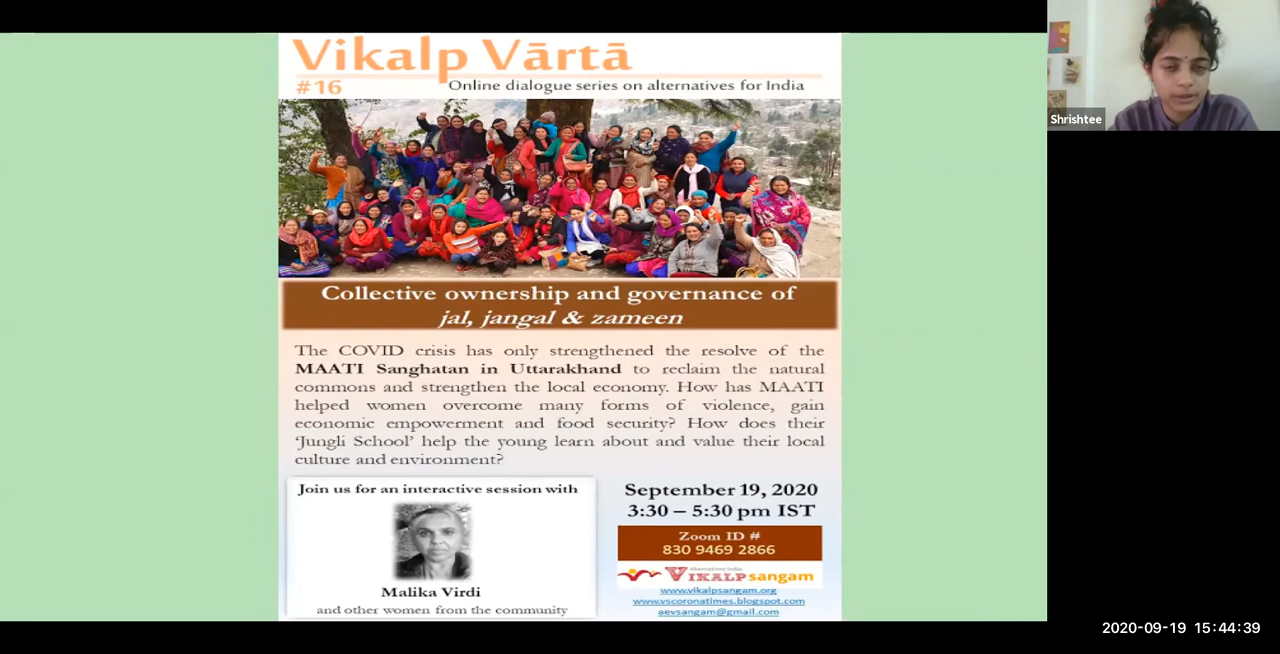 Vikalp Vārtā
#16
Online dialogue series on alternatives for India
Collective ownership and governance of
jal, jangal & zameen
The COVID crisis has only strengthened the resolve of the
MAATI Sanghatan in Uttarakhand to reclaim the natural
commons and strengthen the local economy. How has MAATI
helped women overcome many forms of violence, gain
economic empowerment and food security? How does their
‘Jungli School’ help the young learn about and value their local
culture and environment?
Join us for an interactive session with
Malika Virdi
and other women from the community
September 19, 2020
3:30 – 5:30 pm IST
Zoom ID #
830 9469 2866
Alternatives India
VIKALP sangam
www.vikalpsangam.org
www.vscoronatimes.blogspot.com
aevsangam@gmail.com
Shrishtee
2020-09-19 15:44:39